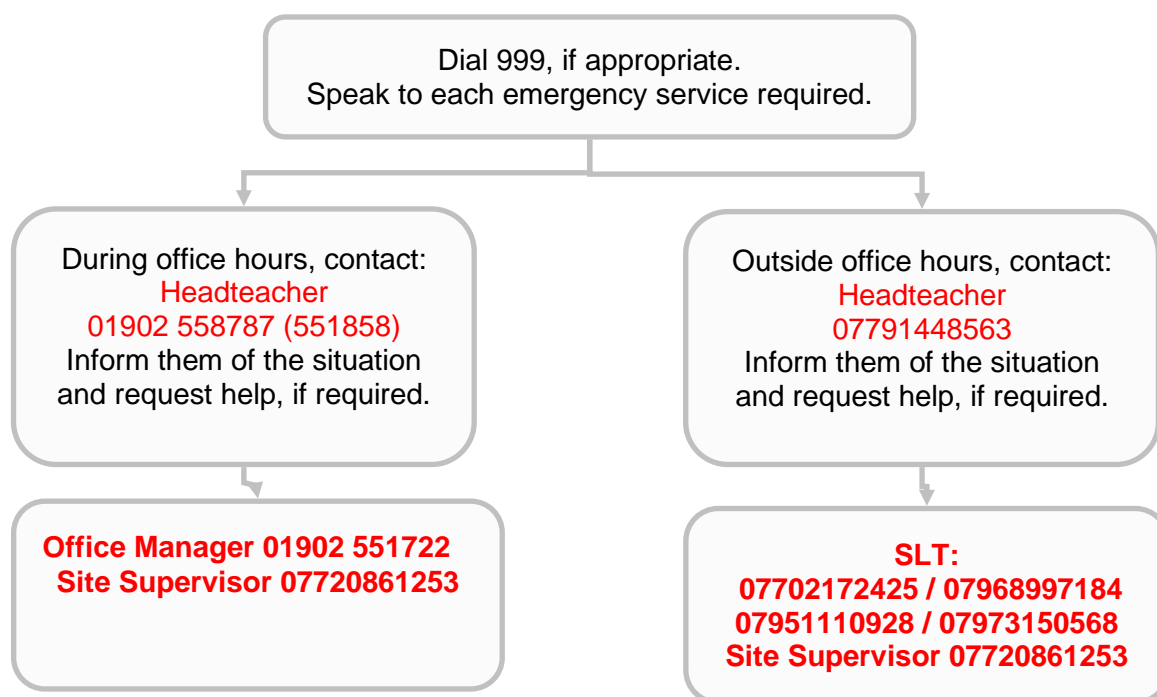 Dial 999, if appropriate.
Speak to each emergency service required.
During office hours, contact:
Headteacher
01902 558787 (551858)
Inform them of the situation
and request help, if required.
Outside office hours, contact:
Headteacher
07791448563
Inform them of the situation
and request help, if required.
Office Manager 01902 551722
Site Supervisor 07720861253
SLT:
07702172425 / 07968997184
07951110928 / 07973150568
Site Supervisor 07720861253